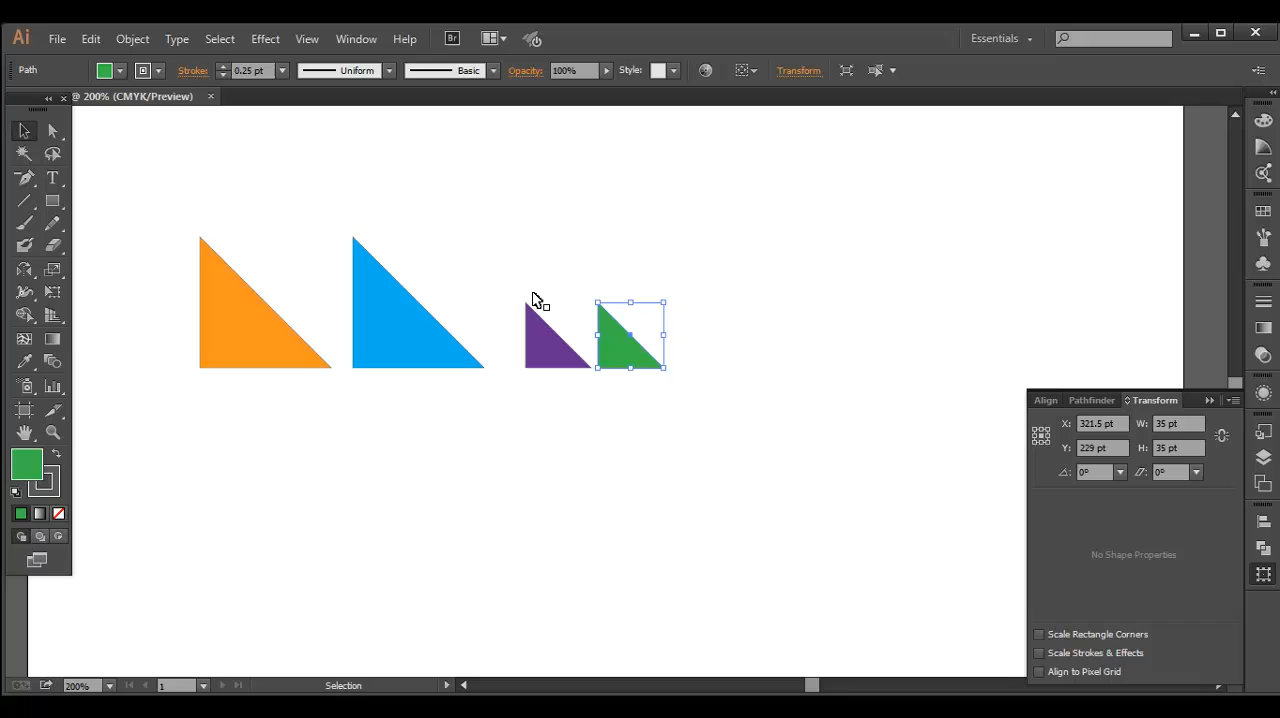 Ai File Edit Object Type Select Effect View Window Help Br Essentials
Path Stroke: 0.25 pt Uniform Basic Opacity: 100% Style: Transform
@ 200% (CMYK/Preview) ×
Align Pathfinder Transform
X: 321.5 pt W: 35 pt
Y: 229 pt H: 35 pt
0° 0°
No Shape Properties
Scale Rectangle Corners
Scale Strokes & Effects
Align to Pixel Grid
200% 1 Selection